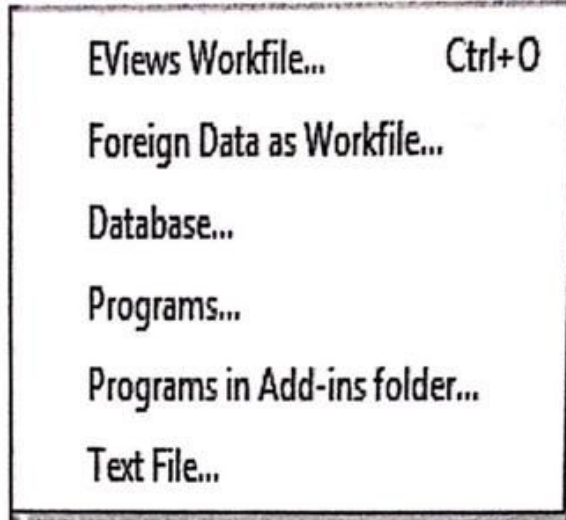 EViews Workfile... Ctrl+O
Foreign Data as Workfile...
Database...
Programs...
Programs in Add-ins folder...
Text File...